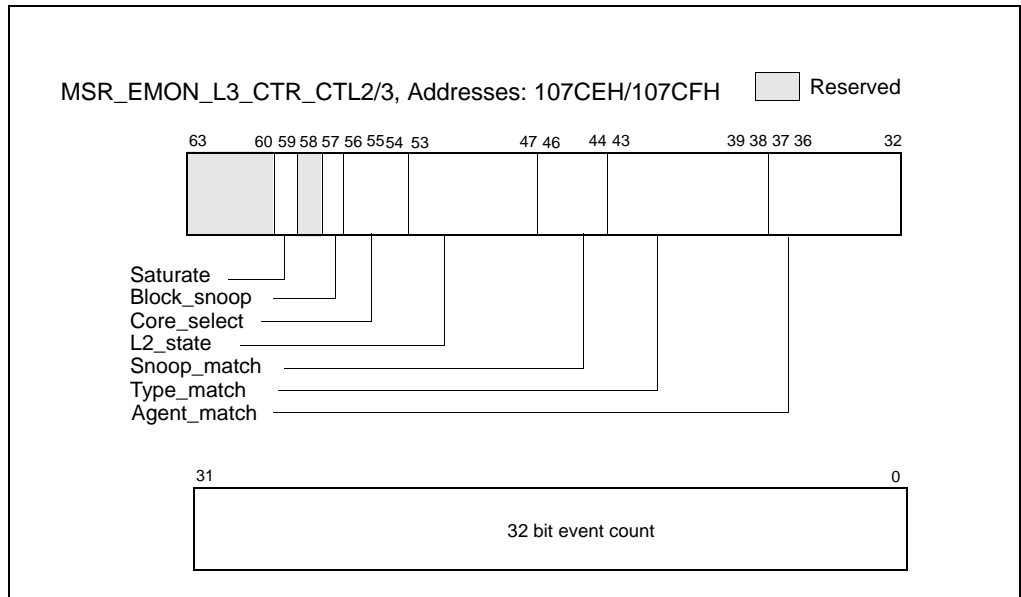 MSR_EMON_L3_CTR_CTL2/3, Addresses: 107CEH/107CFH Reserved
63 60 59 58 57 56 55 54 53 47 46 44 43 39 38 37 36 32
Saturate
Block_snoop
Core_select
L2_state
Snoop_match
Type_match
Agent_match
31 0
32 bit event count